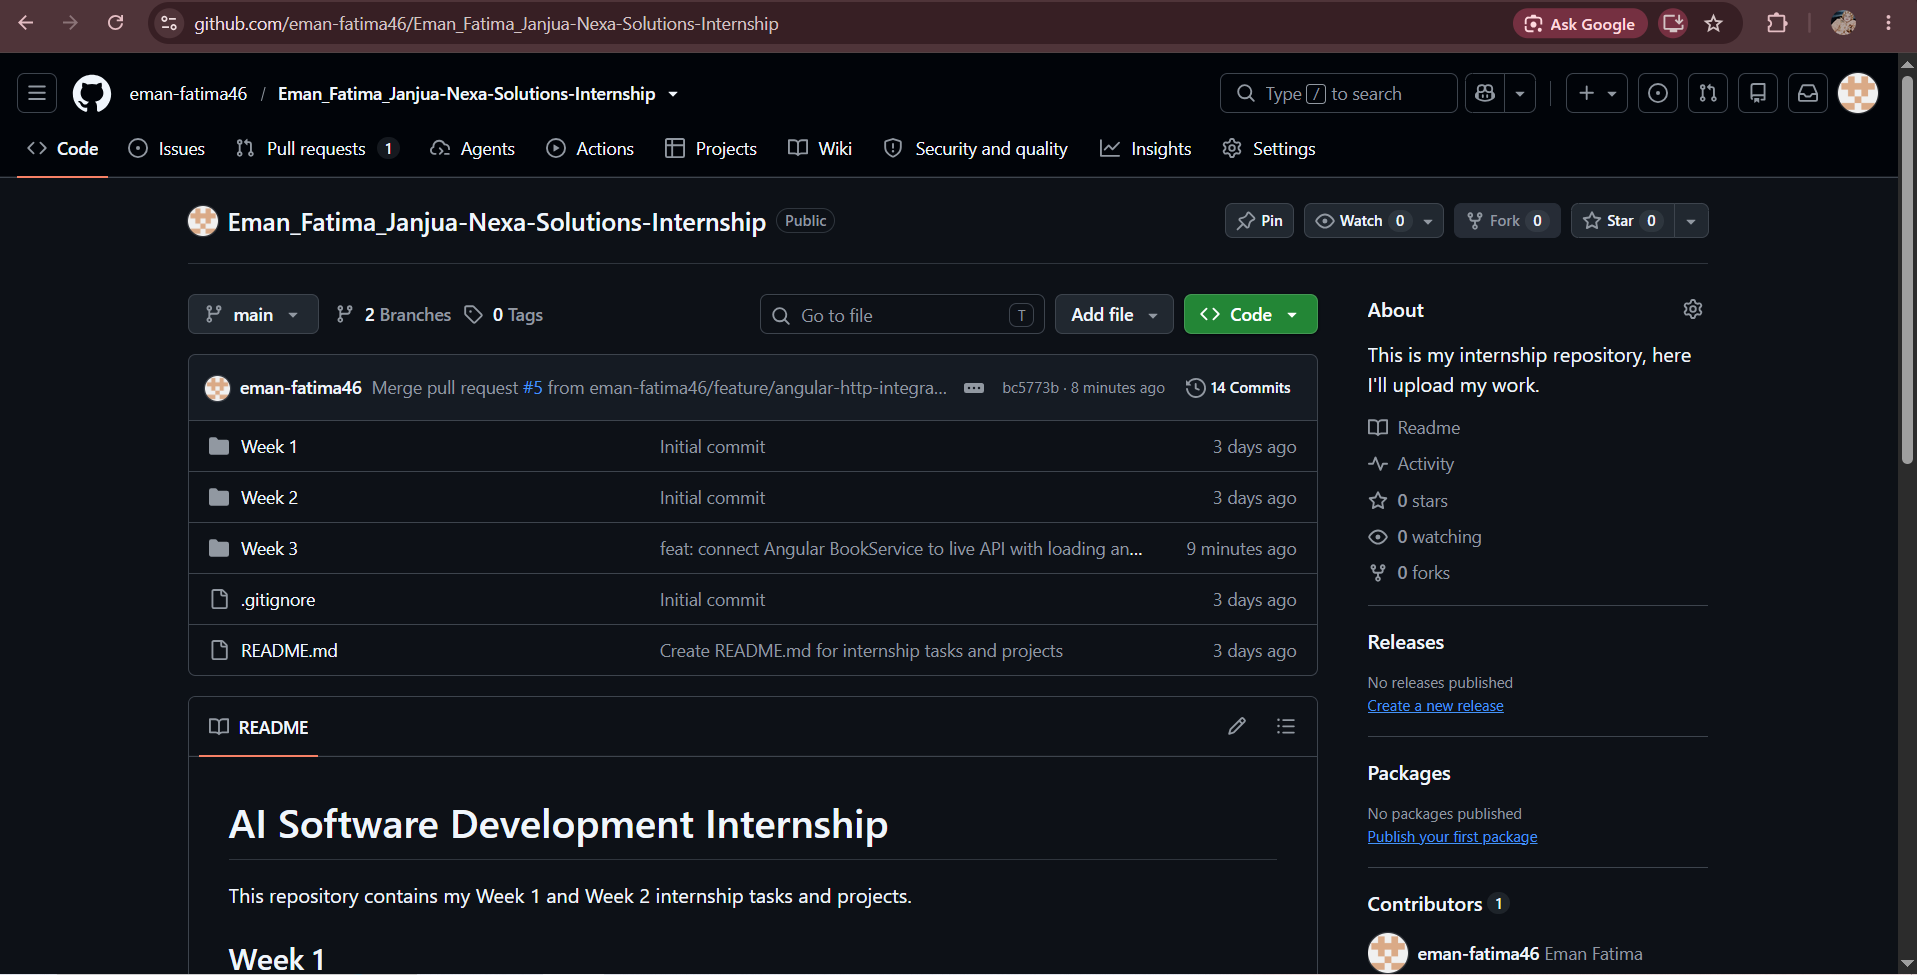 github.com/eman-fatima46/Eman_Fatima_Janjua-Nexa-Solutions-Internship
Ask Google
eman-fatima46 / Eman_Fatima_Janjua-Nexa-Solutions-Internship
Type / to search
Code
Issues
Pull requests 1
Agents
Actions
Projects
Wiki
Security and quality
Insights
Settings
Eman_Fatima_Janjua-Nexa-Solutions-Internship Public
Pin
Watch 0
Fork 0
Star 0
main
2 Branches
0 Tags
Go to file T
Add file
Code
eman-fatima46 Merge pull request #5 from eman-fatima46/feature/angular-http-integra... bc5773b · 8 minutes ago 14 Commits
Week 1 Initial commit 3 days ago
Week 2 Initial commit 3 days ago
Week 3 feat: connect Angular BookService to live API with loading an... 9 minutes ago
.gitignore Initial commit 3 days ago
README.md Create README.md for internship tasks and projects 3 days ago
README
AI Software Development Internship
This repository contains my Week 1 and Week 2 internship tasks and projects.
Week 1
About
This is my internship repository, here
I'll upload my work.
Readme
Activity
0 stars
0 watching
0 forks
Releases
No releases published
Create a new release
Packages
No packages published
Publish your first package
Contributors 1
eman-fatima46 Eman Fatima